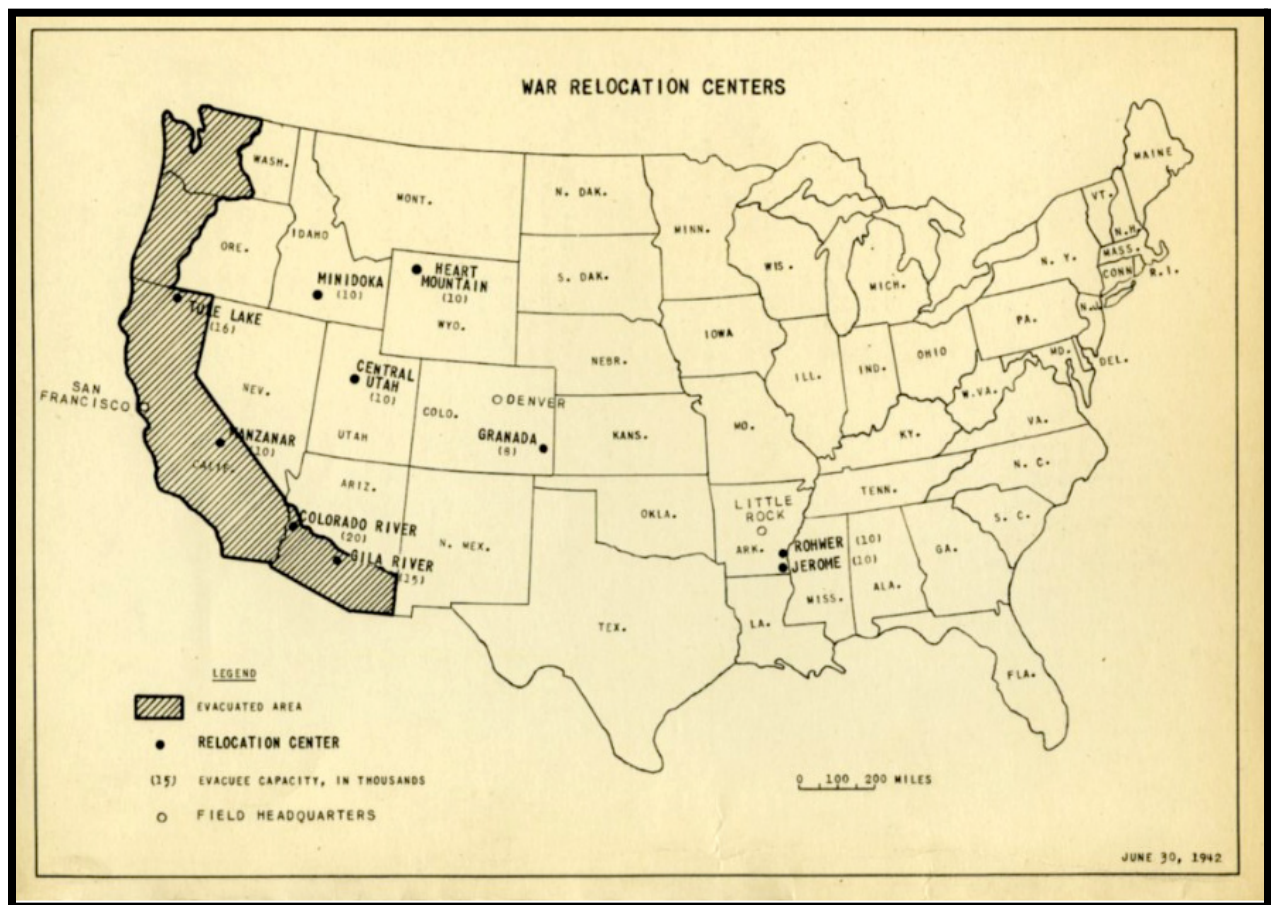 WAR RELOCATION CENTERS
WASH.
MONT.
N. DAK.
MINN.
MAINE
VT.
N.H.
MASS.
CONN
R.I.
ORE.
IDAHO
MINIDOKA
(10)
HEART
MOUNTAIN
(10)
WYO.
S. DAK.
WIS.
MICH.
N. Y.
TULE LAKE
(16)
IOWA
PA.
N.J.
NEBR.
ILL.
IND.
OHIO
MD.
DEL.
SAN
FRANCISCO
NEV.
CENTRAL
UTAH
(10)
UTAH
COLO.
DENVER
GRANADA
(8)
KANS.
MO.
W.VA.
VA.
KY.
MANZANAR
(10)
CALIF.
ARIZ.
N. MEX.
OKLA.
LITTLE
ROCK
ARK.
TENN.
N. C.
S. C.
COLORADO RIVER
(20)
GILA RIVER
(15)
ROHWER (10)
JEROME (10)
MISS.
ALA.
GA.
TEX.
LA.
FLA.
LEGEND
EVACUATED AREA
RELOCATION CENTER
(15) EVACUEE CAPACITY, IN THOUSANDS
FIELD HEADQUARTERS
0 100 200 MILES
JUNE 30, 1942